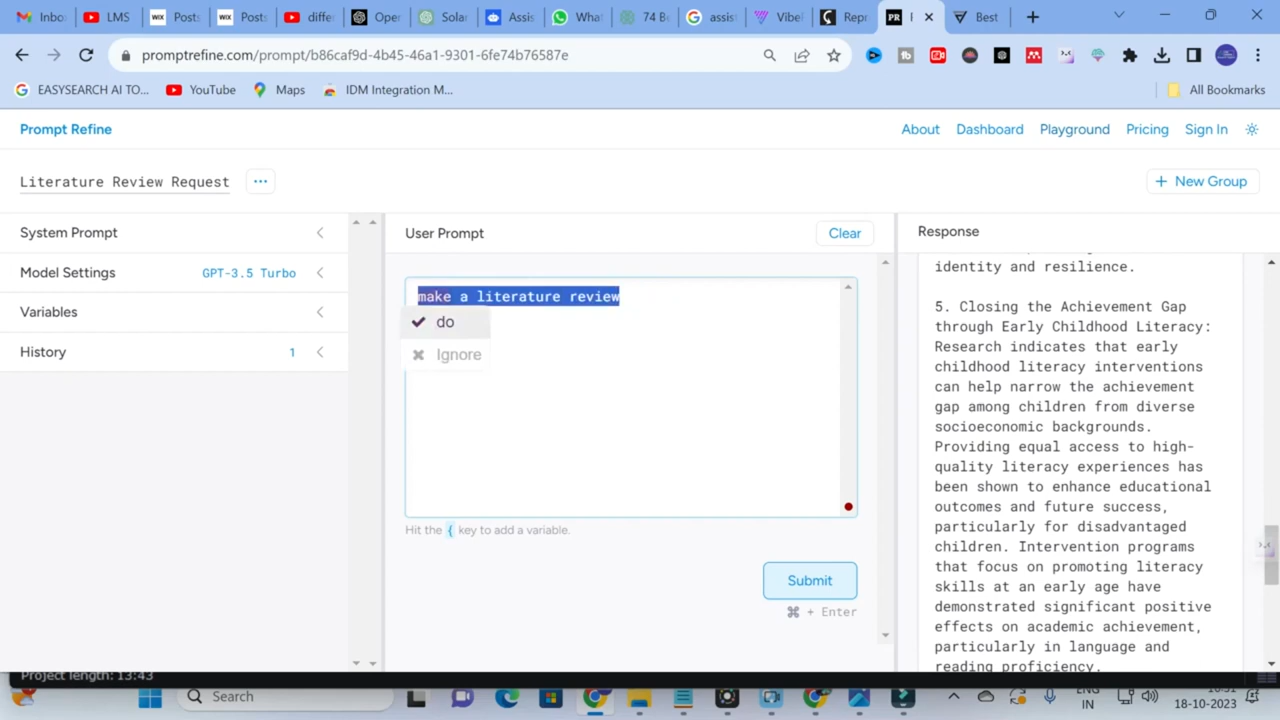 Inbo
LMS
Posts
Posts
differ
Open
Solar
Assis
What
74 Be
assist
Vibel
Repr
Best
promptrefine.com/prompt/b86caf9d-4b45-46a1-9301-6fe74b76587e
EASYSEARCH AI TO...
YouTube
Maps
IDM Integration M...
All Bookmarks
Prompt Refine
About
Dashboard
Playground
Pricing
Sign In
Literature Review Request
...
+ New Group
System Prompt
Model Settings
GPT-3.5 Turbo
Variables
History
1
User Prompt
Clear
make a literature review
do
Ignore
Hit the { key to add a variable.
Submit
⌘ + Enter
Response
identity and resilience.
5. Closing the Achievement Gap
through Early Childhood Literacy:
Research indicates that early
childhood literacy interventions
can help narrow the achievement
gap among children from diverse
socioeconomic backgrounds.
Providing equal access to high-
quality literacy experiences has
been shown to enhance educational
outcomes and future success,
particularly for disadvantaged
children. Intervention programs
that focus on promoting literacy
skills at an early age have
demonstrated significant positive
effects on academic achievement,
particularly in language and
reading proficiency.
Project length: 13:43
Search
ENG
IN
18-10-2023